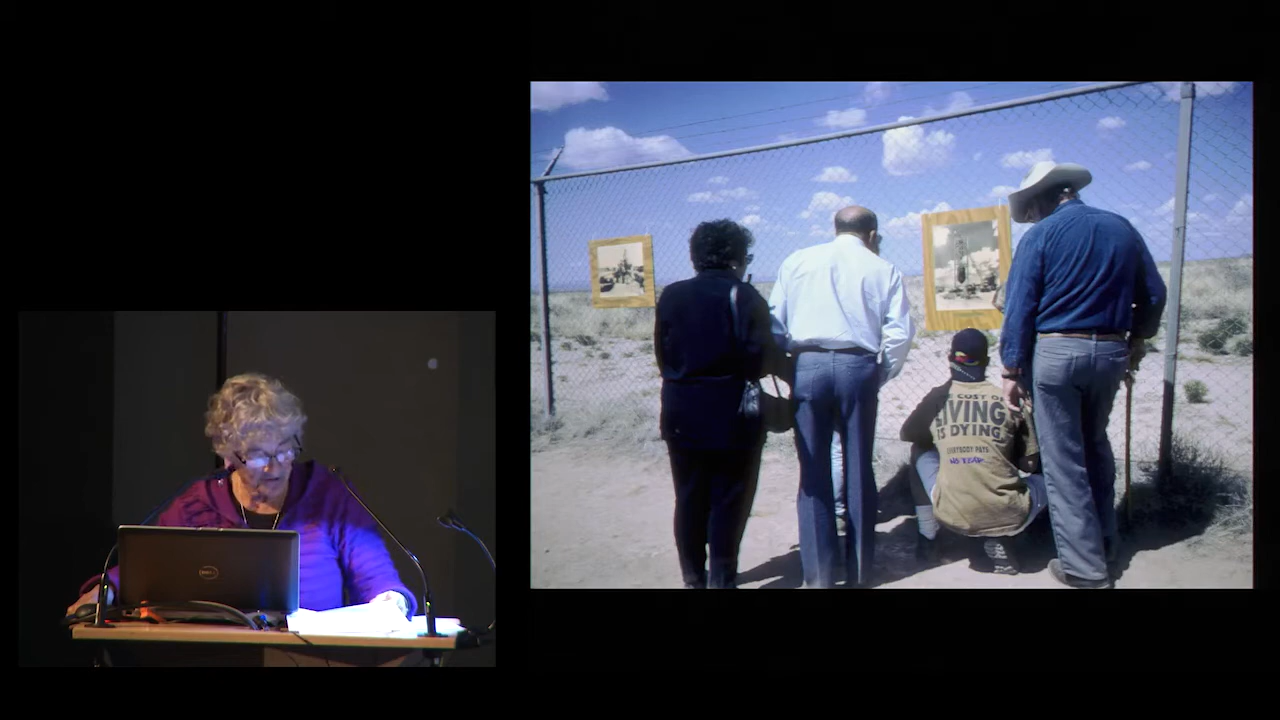 DELL
COST OF
LIVING
IS DYING
EVERYBODY PAYS
NO FEAR